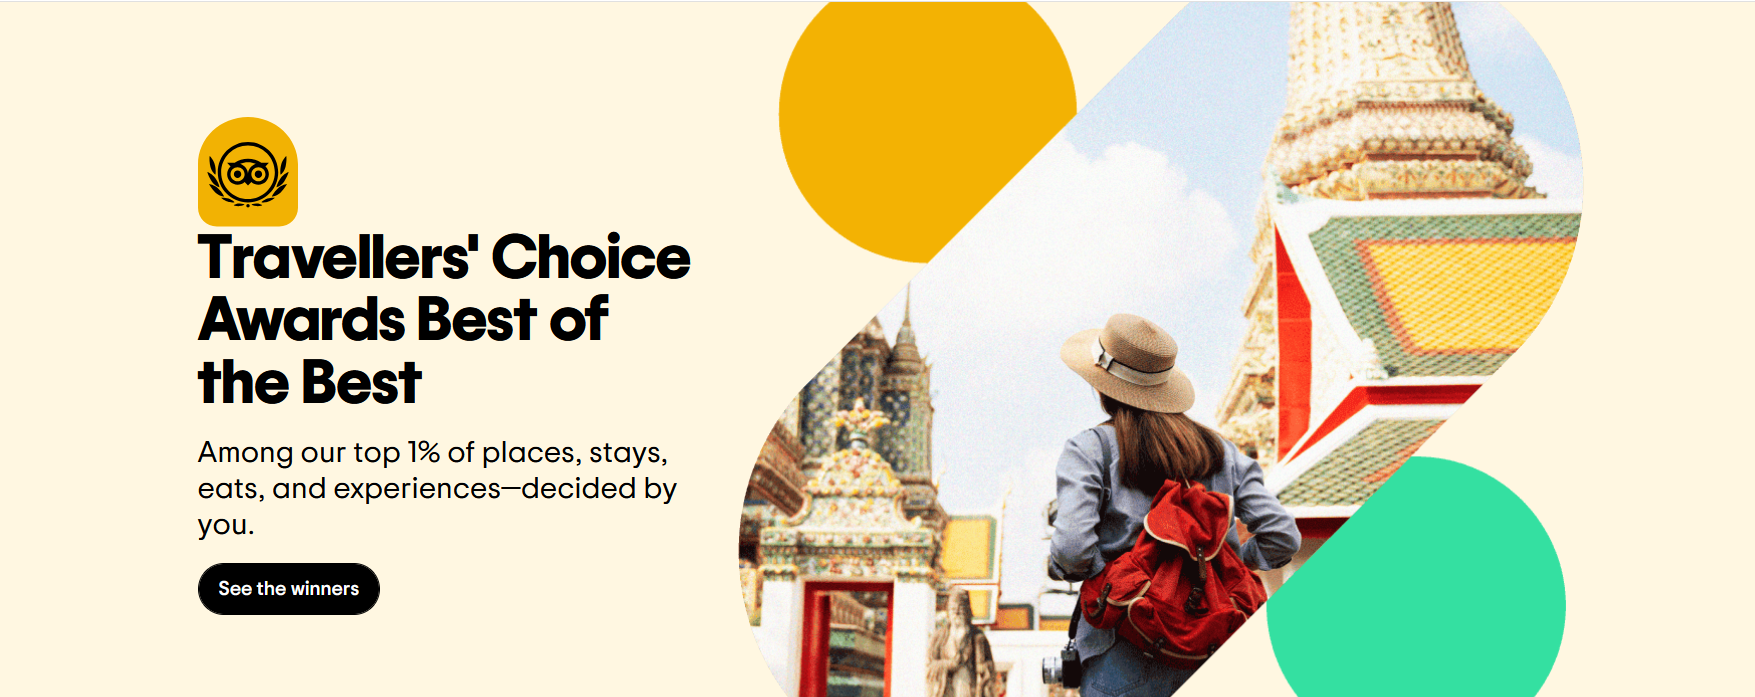 Travellers' Choice
Awards Best of
the Best
Among our top 1% of places, stays,
eats, and experiences—decided by
you.
See the winners